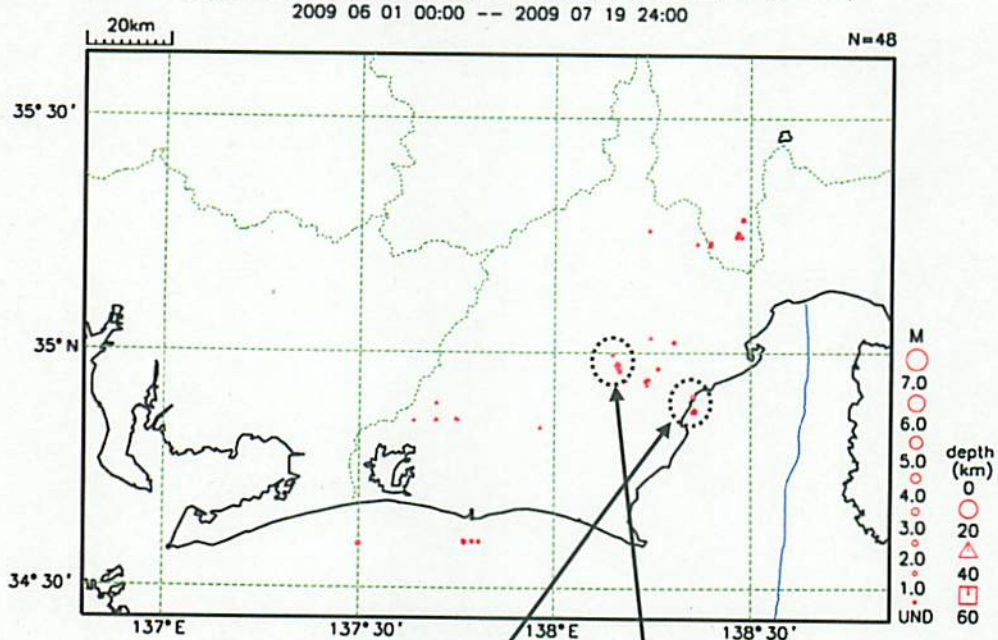 2009 06 01 00:00 -- 2009 07 19 24:00
20km
N=48
35° 30'
35° N
34° 30'
137° E
137° 30'
138° E
138° 30'
M
7.0
6.0
5.0
4.0
3.0
2.0
1.0
UND
depth
(km)
0
20
40
60